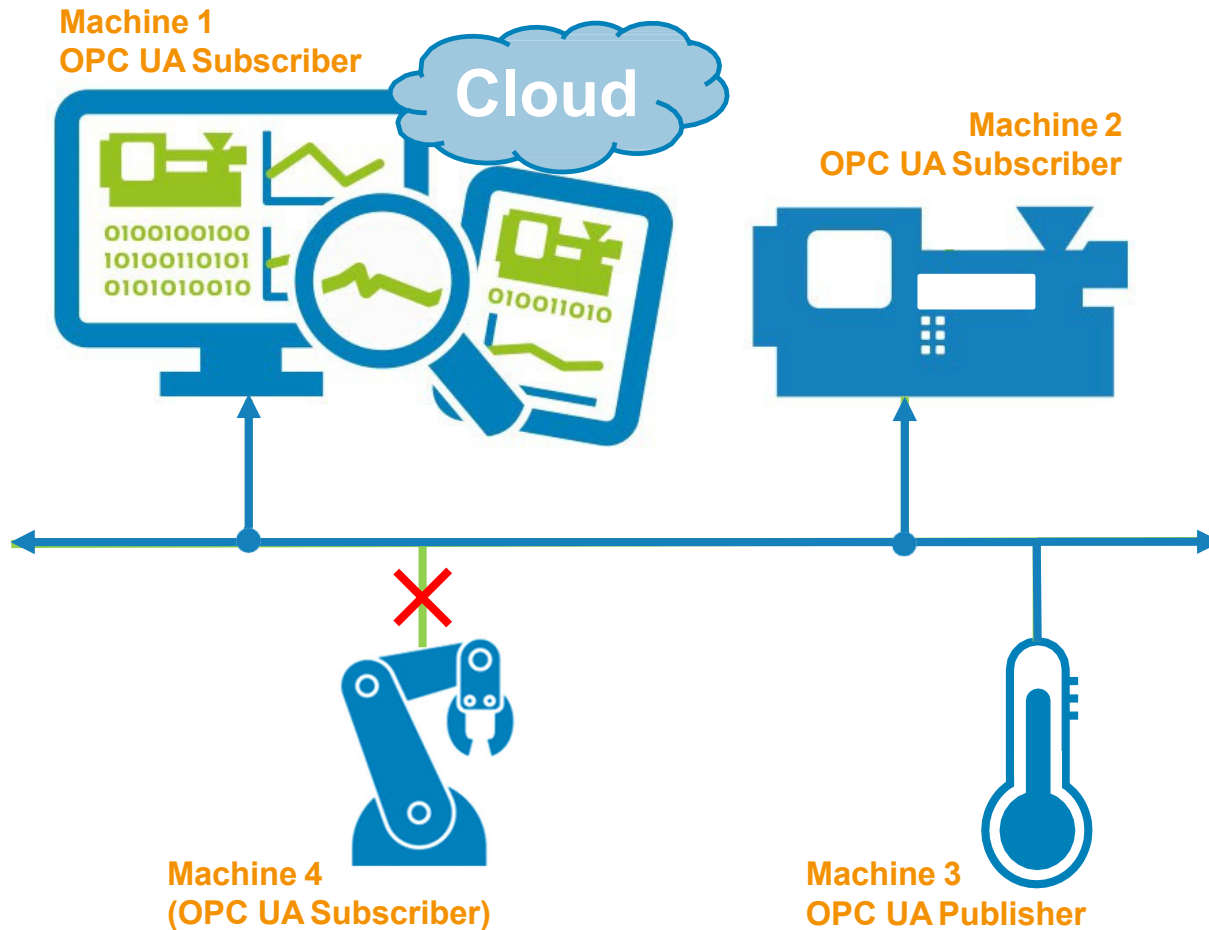 Machine 1
OPC UA Subscriber
Cloud
Machine 2
OPC UA Subscriber
0100100100
10100110101
0101010010
010011010
Machine 4
(OPC UA Subscriber)
Machine 3
OPC UA Publisher